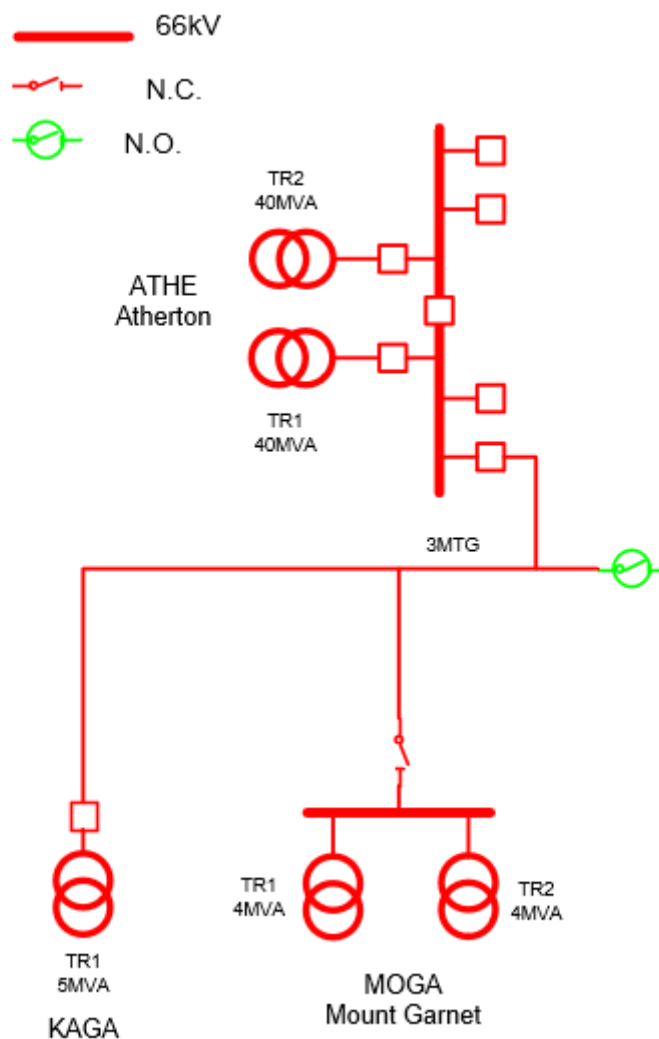 66kV
N.C.
N.O.
TR2
40MVA
ATHE
Atherton
TR1
40MVA
3MTG
TR1
4MVA
TR2
4MVA
TR1
5MVA
KAGA
MOGA
Mount Garnet